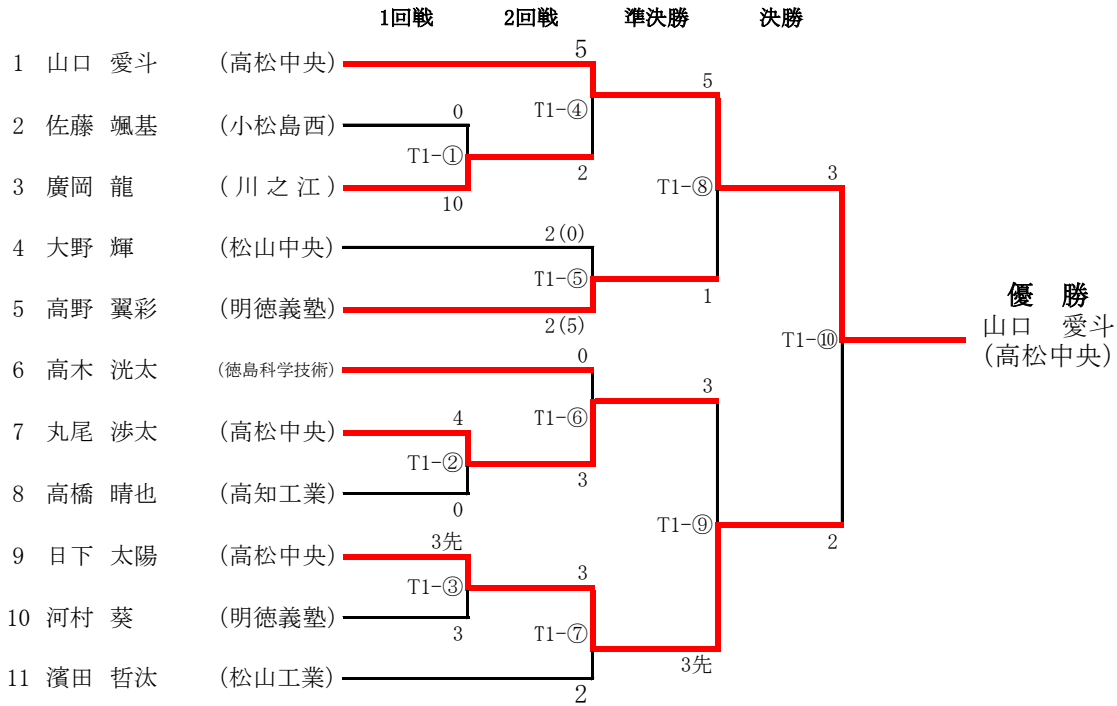 1回戦 2回戦 準決勝 決勝
5
1 山口 愛斗 (高松中央)
5
T1-④
0
2 佐藤 颯基 (小松島西)
T1-①
2
3 廣岡 龍 (川之江)
T1-⑧
3
10
2(0)
4 大野 輝 (松山中央)
T1-⑤
1
5 高野 翼彩 (明徳義塾)
優 勝
2(5)
山口 愛斗
T1-⑩
(高松中央)
0
6 高木 洸太 (徳島科学技術)
3
4
T1-⑥
7 丸尾 渉太 (高松中央)
T1-②
3
8 高橋 晴也 (高知工業)
0
T1-⑨
3先
2
9 日下 太陽 (高松中央)
3
T1-③
10 河村 葵 (明徳義塾)
3
T1-⑦
3先
11 濱田 哲汰 (松山工業)
2